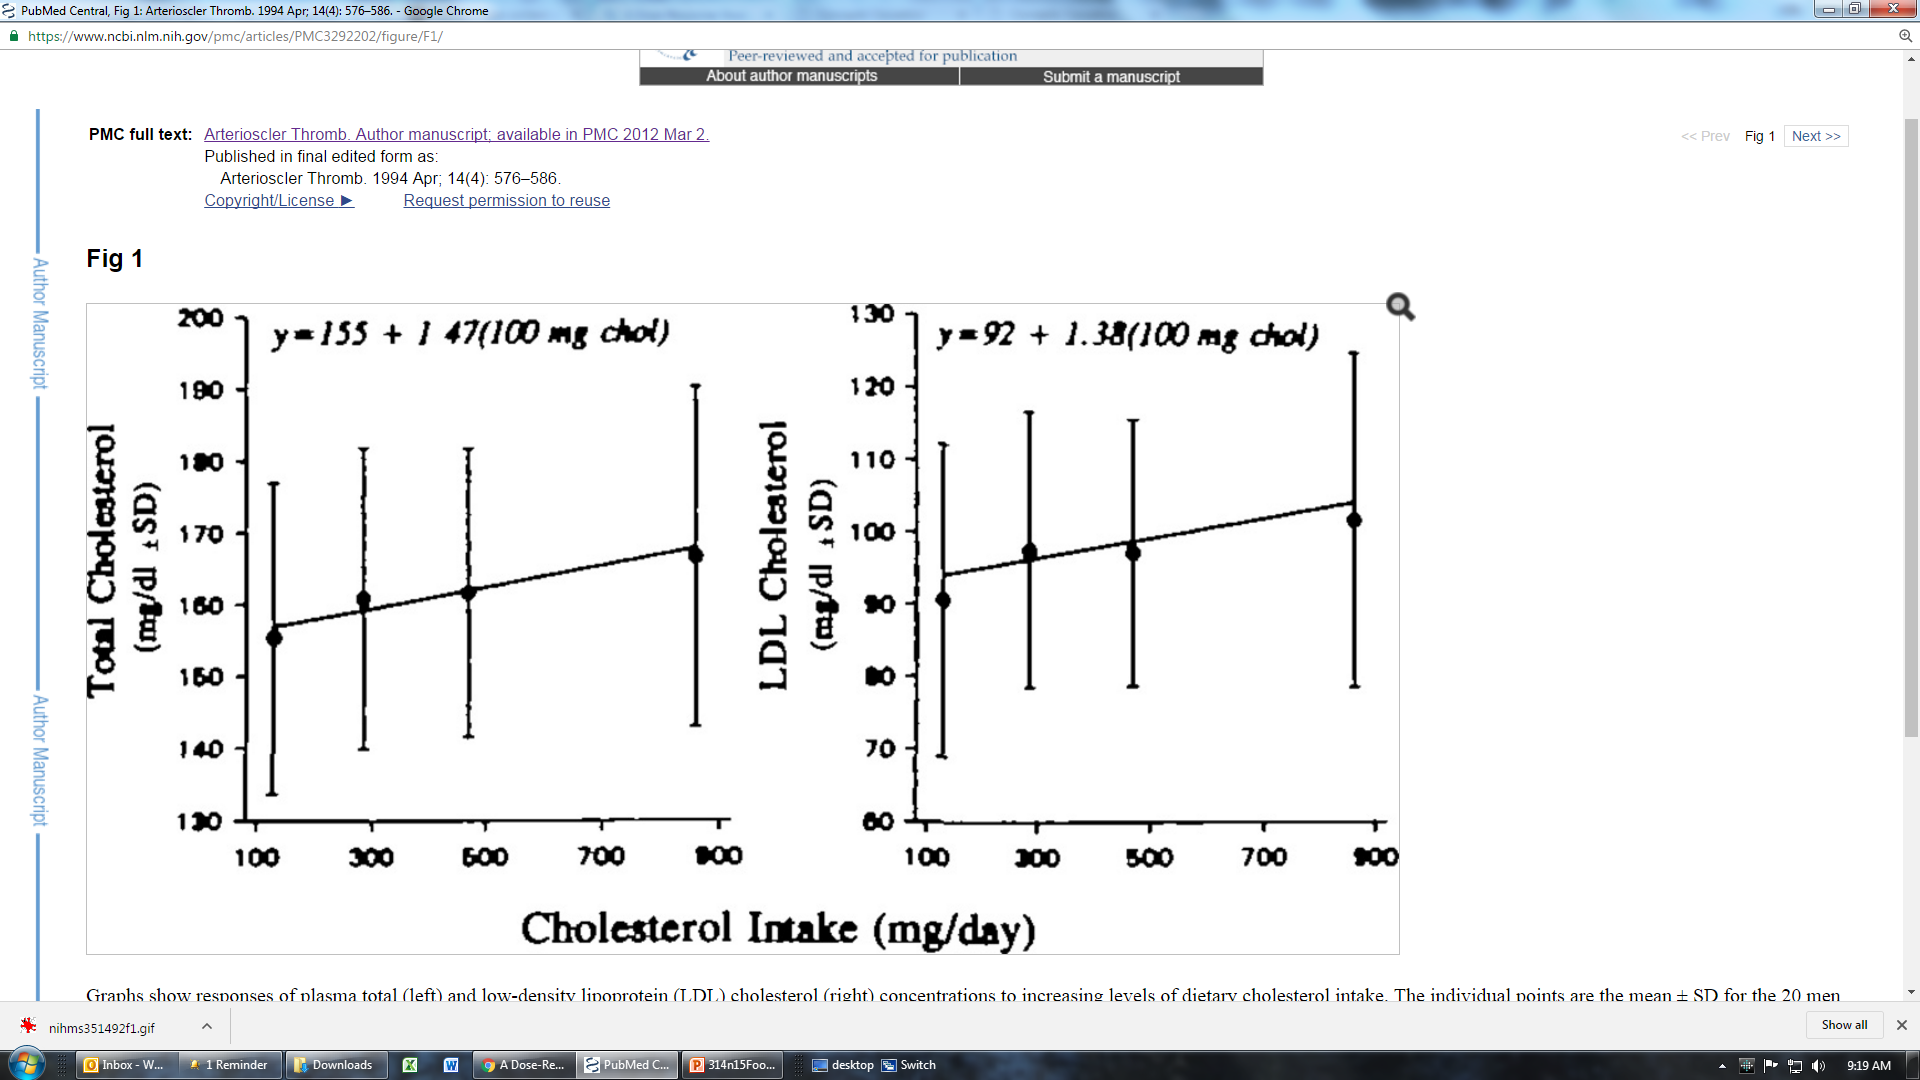 PubMed Central, Fig 1: Arterioscler Thromb. 1994 Apr; 14(4): 576–586. - Google Chrome
https://www.ncbi.nlm.nih.gov/pmc/articles/PMC3292202/figure/F1/
Peer-reviewed and accepted for publication
About author manuscripts Submit a manuscript
PMC full text: Arterioscler Thromb. Author manuscript; available in PMC 2012 Mar 2.
<< Prev Fig 1 Next >>
Published in final edited form as:
Arterioscler Thromb. 1994 Apr; 14(4): 576–586.
Copyright/License ► Request permission to reuse
Author Manuscript
Author Manuscript
Fig 1
Total Cholesterol
(mg/dl ±SD)
200
190
180
170
160
150
140
130
y=155 + 1 47(100 mg chol)
100 300 500 700 900
LDL Cholesterol
(mg/dl ±SD)
130
120
110
100
90
80
70
60
y=92 + 1.38(100 mg chol)
100 300 500 700 900
Cholesterol Intake (mg/day)
Graphs show responses of plasma total (left) and low-density lipoprotein (LDL) cholesterol (right) concentrations to increasing levels of dietary cholesterol intake. The individual points are the mean ± SD for the 20 men
nihms351492f1.gif
Show all
Inbox - W... 1 Reminder Downloads A Dose-Re... PubMed C... 314n15Foo... desktop Switch 9:19 AM